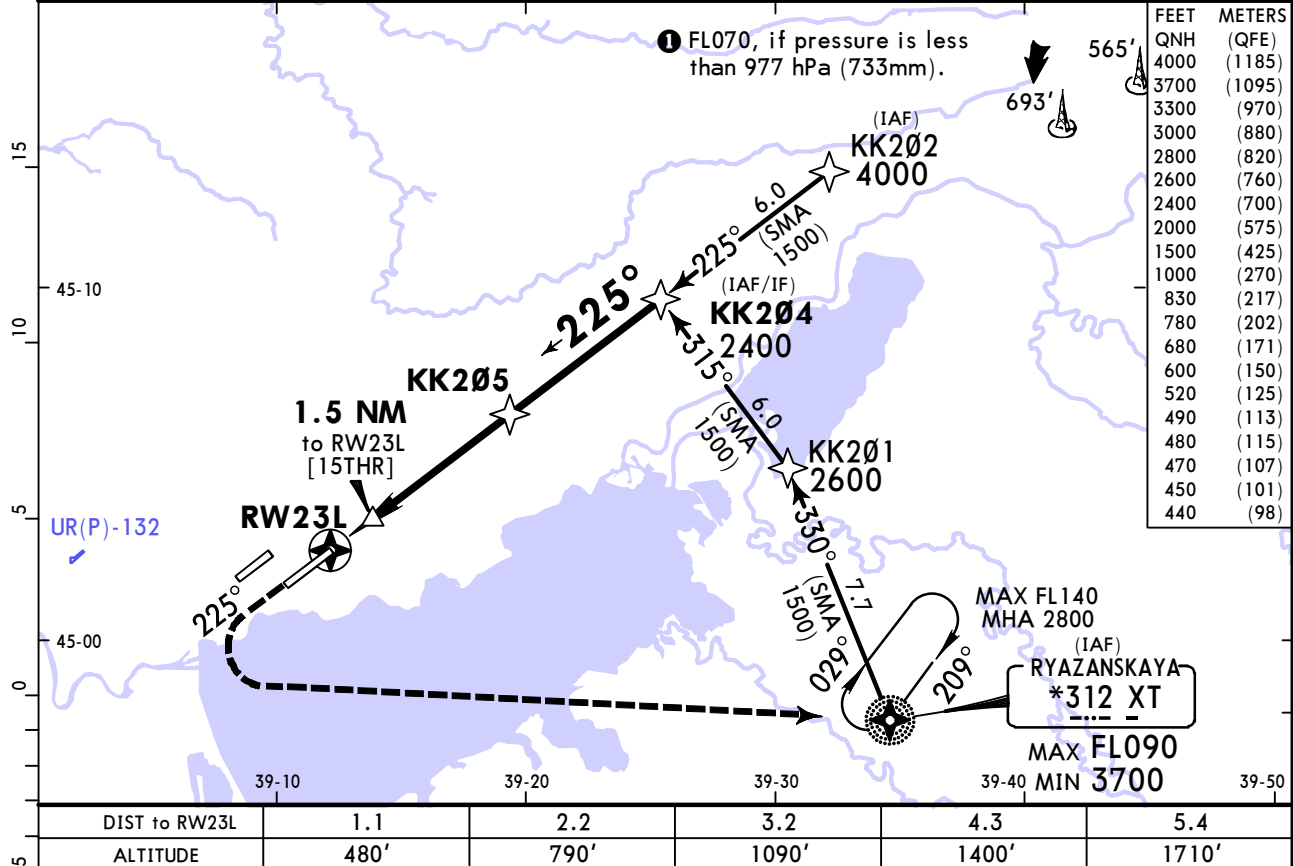 ❶ FL070, if pressure is less
than 977 hPa (733mm).
565'
693'
FEET METERS
QNH (QFE)
4000 (1185)
3700 (1095)
3300 (970)
3000 (880)
2800 (820)
2600 (760)
2400 (700)
2000 (575)
1500 (425)
1000 (270)
830 (217)
780 (202)
680 (171)
600 (150)
520 (125)
490 (113)
480 (115)
470 (107)
450 (101)
440 (98)
(IAF)
KK2Ø2
4000
6.0
(SMA
1500)
225°
15
45-10
225°
(IAF/IF)
KK2Ø4
2400
315°
10
KK2Ø5
6.0
(SMA
1500)
1.5 NM
to RW23L
[15THR]
KK2Ø1
2600
5
UR(P)-132
RW23L
330°
7.7
(SMA
1500)
225°
45-00
MAX FL140
MHA 2800
029°
209°
(IAF)
RYAZANSKAYA
*312 XT
MAX FL090
MIN 3700
0
39-10
39-20
39-30
39-40
39-50
DIST to RW23L 1.1 2.2 3.2 4.3 5.4
ALTITUDE 480' 790' 1090' 1400' 1710'
5